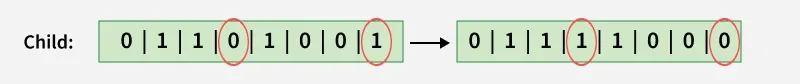 Child: 0 | 1 | 1 | 0 | 1 | 0 | 0 | 1 0 | 1 | 1 | 1 | 1 | 0 | 0 | 0